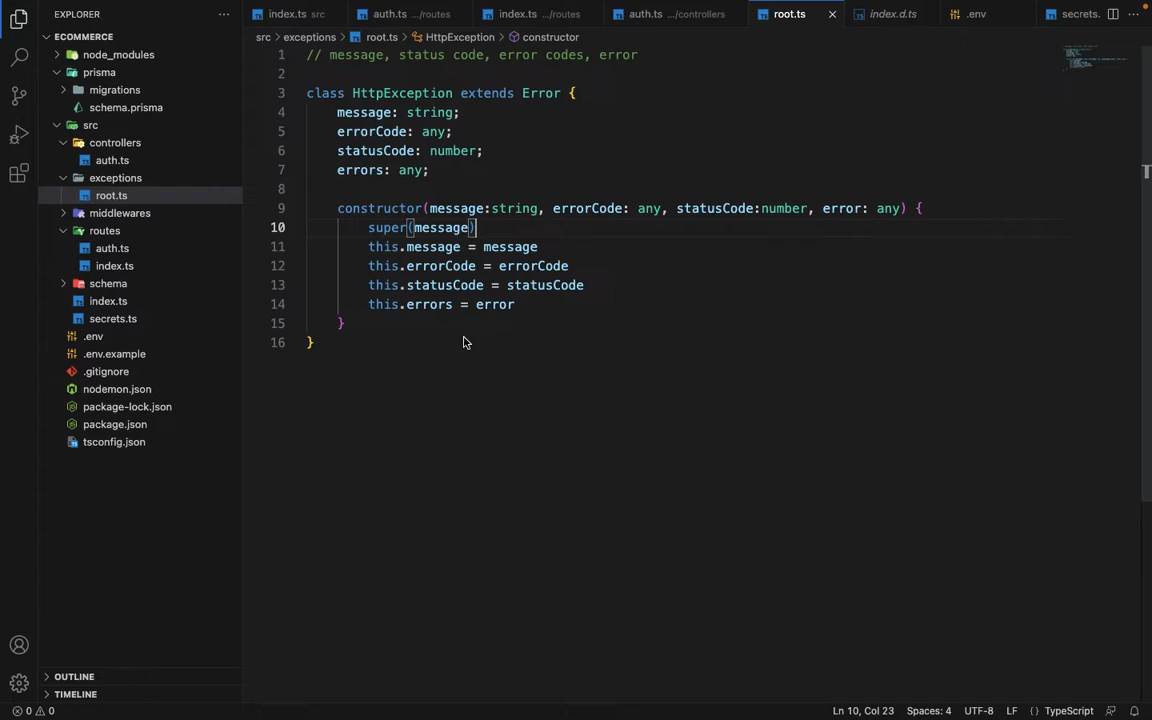 EXPLORER
ECOMMERCE
node_modules
prisma
migrations
schema.prisma
src
controllers
auth.ts
exceptions
root.ts
middlewares
routes
auth.ts
index.ts
schema
index.ts
secrets.ts
.env
.env.example
.gitignore
nodemon.json
package-lock.json
package.json
tsconfig.json
OUTLINE
TIMELINE
index.ts src auth.ts .../routes index.ts .../routes auth.ts .../controllers root.ts index.d.ts .env secrets.
src > exceptions > root.ts > HttpException > constructor
1 // message, status code, error codes, error
2
3 class HttpException extends Error {
4 message: string;
5 errorCode: any;
6 statusCode: number;
7 errors: any;
8
9 constructor(message:string, errorCode: any, statusCode:number, error: any) {
10 super(message)
11 this.message = message
12 this.errorCode = errorCode
13 this.statusCode = statusCode
14 this.errors = error
15 }
16 }
0 0 Ln 10, Col 23 Spaces: 4 UTF-8 LF {} TypeScript